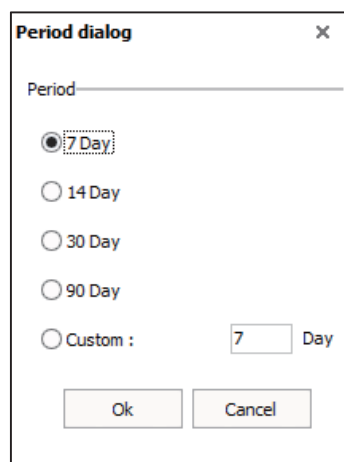 Period dialog
Period
7 Day
14 Day
30 Day
90 Day
Custom : 7 Day
Ok Cancel